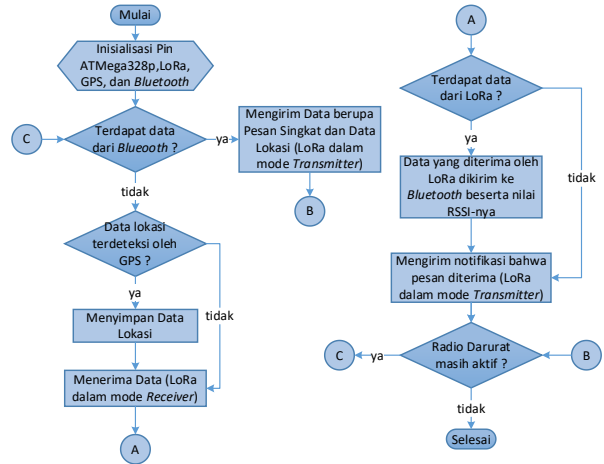 Mulai
Inisialisasi Pin
ATMega328p,LoRa,
GPS, dan Bluetooth
C
Terdapat data
dari Blueooth ?
ya
Mengirim Data berupa
Pesan Singkat dan Data
Lokasi (LoRa dalam
mode Transmitter)
B
tidak
Data lokasi
terdeteksi oleh
GPS ?
ya
tidak
Menyimpan Data
Lokasi
Menerima Data (LoRa
dalam mode Receiver)
A
A
Terdapat data
dari LoRa ?
ya
tidak
Data yang diterima oleh
LoRa dikirim ke
Bluetooth beserta nilai
RSSI-nya
Mengirim notifikasi bahwa
pesan diterima (LoRa
dalam mode Transmitter)
C
ya
Radio Darurat
masih aktif ?
B
tidak
Selesai